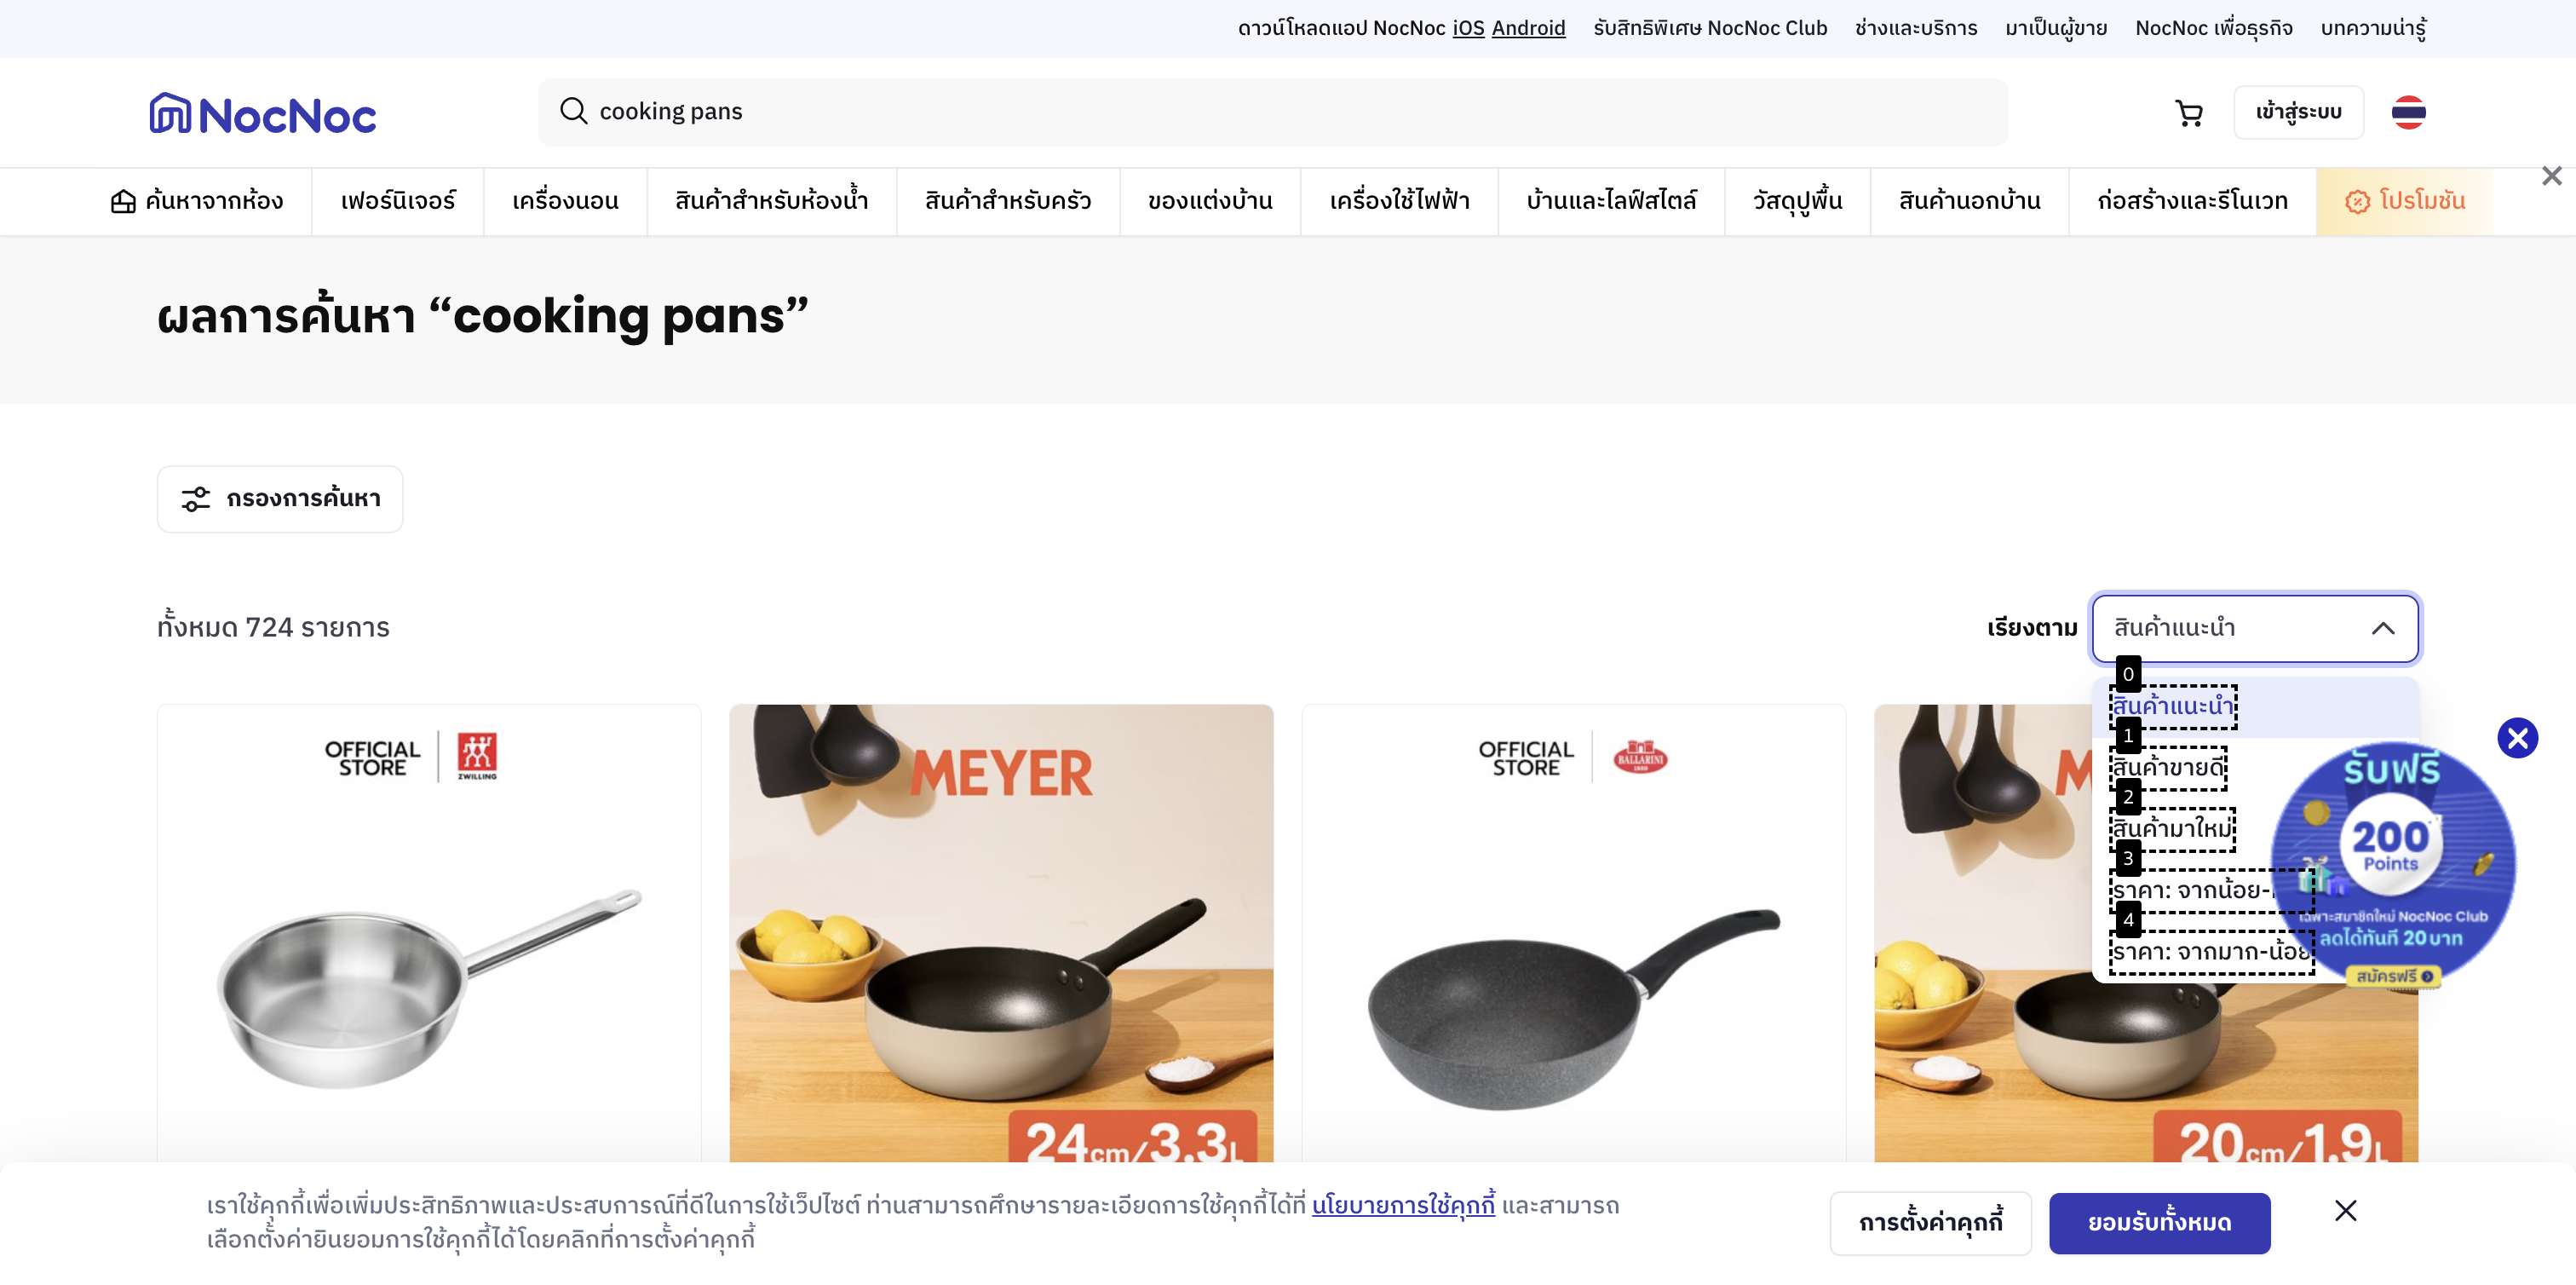 ดาวน์โหลดแอป NocNoc iOS Android รับสิทธิพิเศษ NocNoc Club ช่างและบริการ มาเป็นผู้ขาย NocNoc เพื่อธุรกิจ บทความน่ารู้
NocNoc cooking pans เข้าสู่ระบบ
ค้นหาจากห้อง เฟอร์นิเจอร์ เครื่องนอน สินค้าสำหรับห้องน้ำ สินค้าสำหรับครัว ของแต่งบ้าน เครื่องใช้ไฟฟ้า บ้านและไลฟ์สไตล์ วัสดุปูพื้น สินค้านอกบ้าน ก่อสร้างและรีโนเวท โปรโมชัน
ผลการค้นหา “cooking pans”
กรองการค้นหา
ทั้งหมด 724 รายการ
เรียงตาม สินค้าแนะนำ
0
สินค้าแนะนำ
1
สินค้าขายดี
2
สินค้ามาใหม่
3
ราคา: จากน้อย-
4
ราคา: จากมาก-น้อย
OFFICIAL STORE ZWILLING
MEYER
24cm/3.3L
OFFICIAL STORE BALLARINI
M
20cm/1.9L
รับฟรี
200
Points
เฉพาะสมาชิกใหม่ NocNoc Club
ลดได้ทันที 20 บาท
สมัครฟรี
เราใช้คุกกี้เพื่อเพิ่มประสิทธิภาพและประสบการณ์ที่ดีในการใช้เว็บไซต์ ท่านสามารถศึกษารายละเอียดการใช้คุกกี้ได้ที่ นโยบายการใช้คุกกี้ และสามารถ
เลือกตั้งค่ายินยอมการใช้คุกกี้ได้โดยคลิกที่การตั้งค่าคุกกี้
การตั้งค่าคุกกี้ ยอมรับทั้งหมด